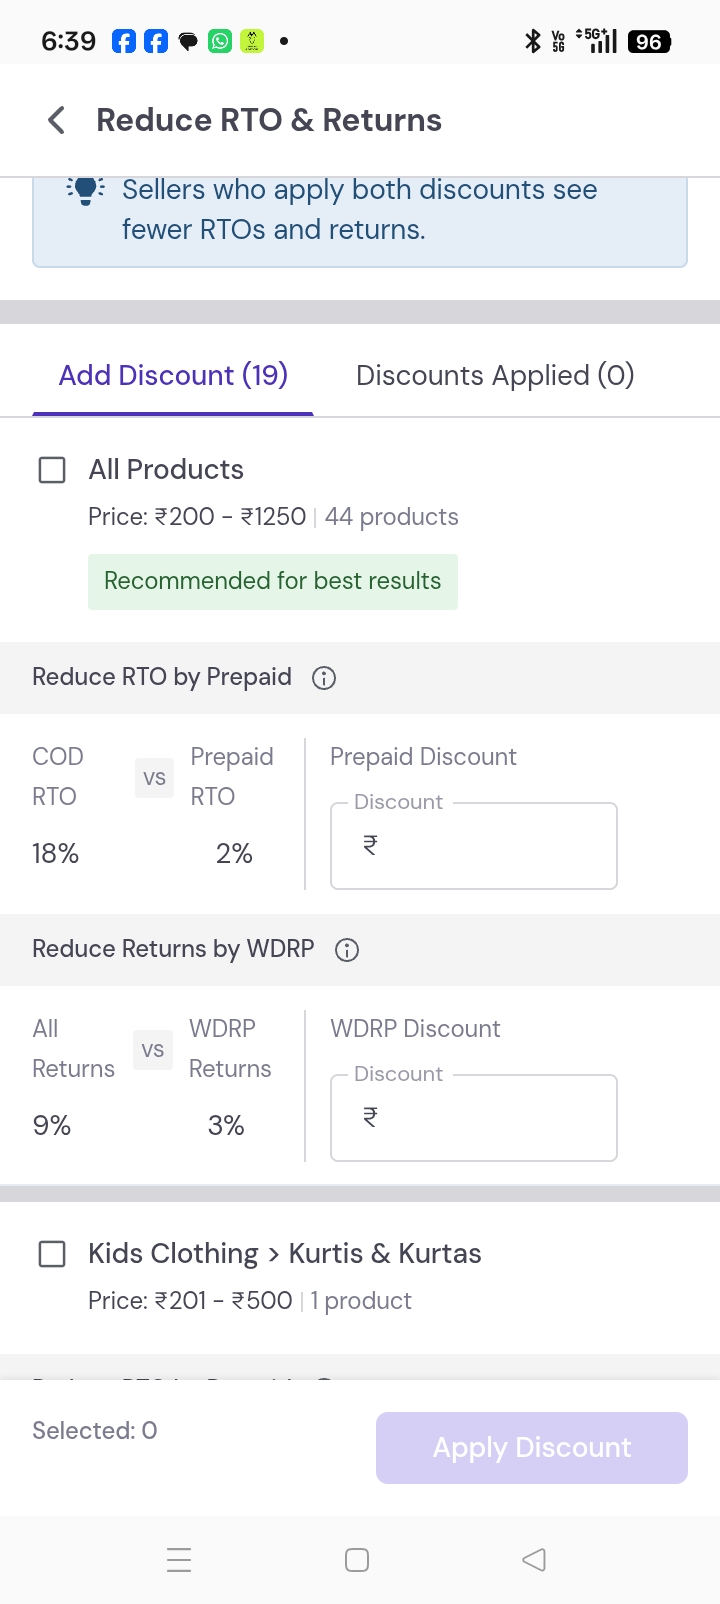 6:39
Vo 5G
5G+
96
Reduce RTO & Returns
Sellers who apply both discounts see
fewer RTOs and returns.
Add Discount (19)
Discounts Applied (0)
All Products
Price: ₹200 - ₹1250 | 44 products
Recommended for best results
Reduce RTO by Prepaid
COD
RTO
VS
Prepaid
RTO
18%
2%
Prepaid Discount
Discount
₹
Reduce Returns by WDRP
All
Returns
VS
WDRP
Returns
9%
3%
WDRP Discount
Discount
₹
Kids Clothing > Kurtis & Kurtas
Price: ₹201 - ₹500 | 1 product
Selected: 0
Apply Discount